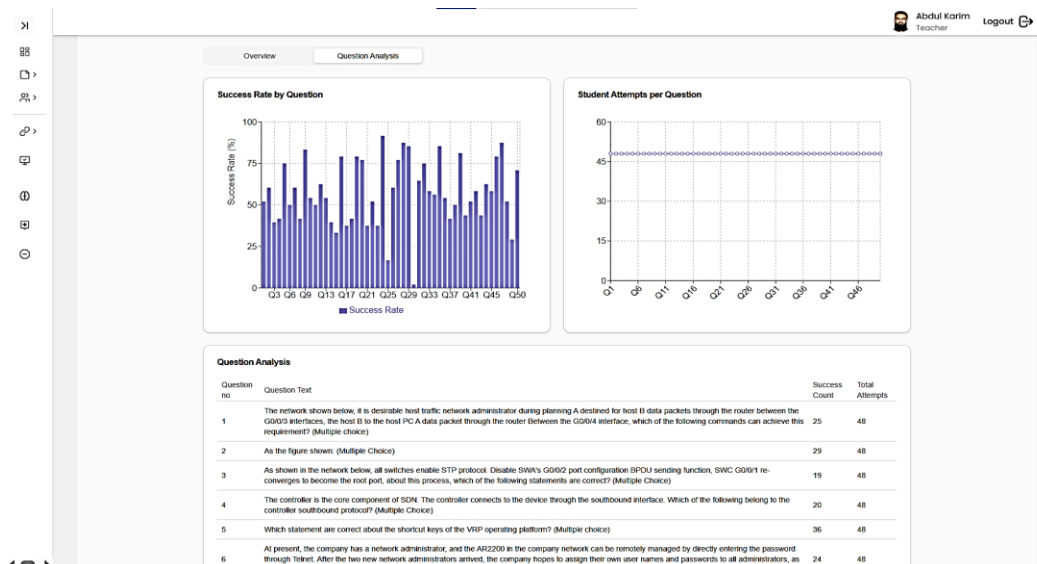 Abdul Karim
Teacher
Logout
Overview
Question Analysis
Success Rate by Question
100
75
50
25
0
Success Rate (%)
Q3 Q6 Q9 Q13 Q17 Q21 Q25 Q29 Q33 Q37 Q41 Q45 Q50
Success Rate
Student Attempts per Question
60
45
30
15
0
Q1 Q6 Q11 Q16 Q21 Q26 Q31 Q36 Q41 Q46
Question Analysis
Question no
Question Text
Success Count
Total Attempts
1
The network shown below, it is desirable host traffic network administrator during planning A destined for host B data packets through the router between the
G0/0/3 interfaces, the host B to the host PC A data packet through the router Between the G0/0/4 interface, which of the following commands can achieve this
requirement? (Multiple choice)
25
48
2
As the figure shown: (Multiple Choice)
29
48
3
As shown in the network below, all switches enable STP protocol. Disable SWA's G0/0/2 port configuration BPDU sending function, SWC G0/0/1 re-
converges to become the root port, about this process, which of the following statements are correct? (Multiple Choice)
19
48
4
The controller is the core component of SDN. The controller connects to the device through the southbound interface. Which of the following belong to the
controller southbound protocol? (Multiple Choice)
20
48
5
Which statement are correct about the shortcut keys of the VRP operating platform? (Multiple choice)
36
48
6
At present, the company has a network administrator, and the AR2200 in the company network can be remotely managed by directly entering the password
through Telnet. After the two new network administrators arrived, the company hopes to assign their own user names and passwords to all administrators, as
24
48